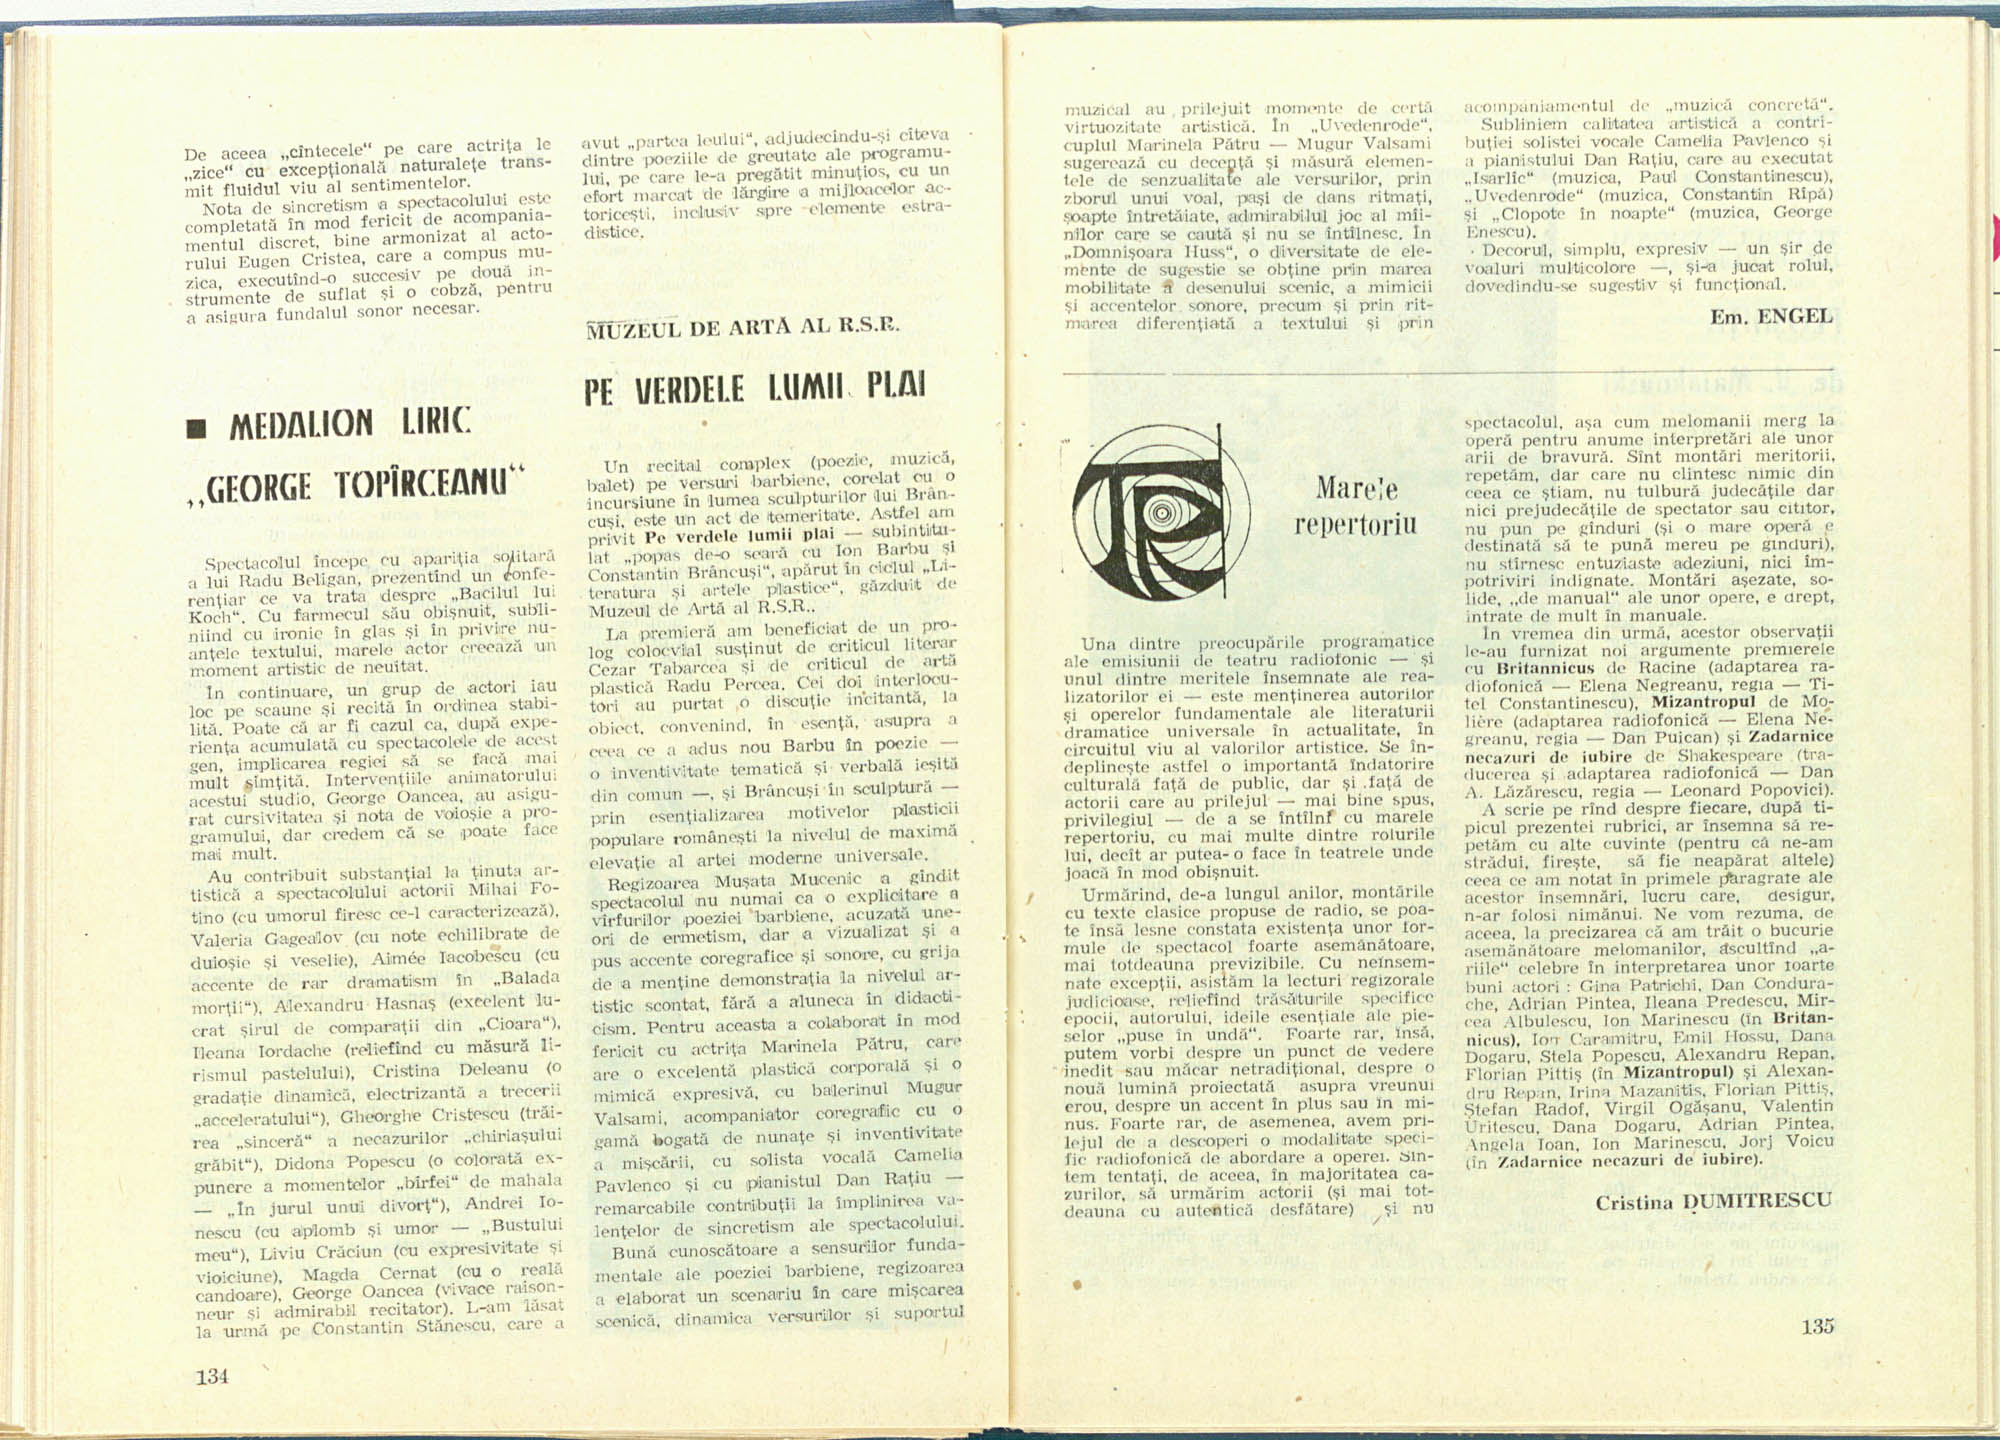 De aceea „cîntecele“ pe care actrița le
„zice“ cu excepțională naturalețe trans-
mit fluidul viu al sentimentelor.
Nota de sincretism a spectacolului este
completată în mod fericit de acompania-
mentul discret, bine armonizat al acto-
rului Eugen Cristea, care a compus mu-
zica, executînd-o succesiv pe două in-
strumente de suflat și o cobză, pentru
a asigura fundalul sonor necesar.
■ MEDALION LIRIC
„GEORGE TOPÎRCEANU“
Spectacolul începe cu apariția solitară
a lui Radu Beligan, prezentînd un confe-
rențiar ce va trata despre „Bacilul lui
Koch“. Cu farmecul său obișnuit, subli-
niind cu ironie în glas și în privire nu-
anțele textului, marele actor creează un
moment artistic de neuitat.
În continuare, un grup de actori iau
loc pe scaune și recită în ordinea stabi-
lită. Poate că ar fi cazul ca, după expe-
riența acumulată cu spectacolele de acest
gen, implicarea regiei să se facă mai
mult simțită. Intervențiile animatorului
acestui studio, George Oancea, au asigu-
rat cursivitatea și nota de voioșie a pro-
gramului, dar credem că se poate face
mai mult.
Au contribuit substanțial la ținuta ar-
tistică a spectacolului actorii Mihai Fo-
tino (cu umorul firesc ce-l caracterizează),
Valeria Gagealov (cu note echilibrate de
duioșie și veselie), Aimée Iacobescu (cu
accente de rar dramatism în „Balada
morții“), Alexandru Hasnaș (excelent lu-
crat șirul de comparații din „Cioara“),
Ileana Iordache (reliefînd cu măsură li-
rismul pastelului), Cristina Deleanu (o
gradație dinamică, electrizantă a trecerii
„acceleratului“), Gheorghe Cristescu (trăi-
rea „sinceră“ a necazurilor „chiriașului
grăbit“), Didona Popescu (o colorată ex-
punere a momentelor „bîrfei“ de mahala
— „În jurul unui divorț“), Andrei Io-
nescu (cu aplomb și umor — „Bustului
meu“), Liviu Crăciun (cu expresivitate și
vioiciune), Magda Cernat (cu o reală
candoare), George Oancea (vivace raison-
neur și admirabil recitator). L-am lăsat
la urmă pe Constantin Stănescu, care a
134
avut „partea leului“, adjudecîndu-și cîteva
dintre poeziile de greutate ale programu-
lui, pe care le-a pregătit minuțios, cu un
efort marcat de lărgire a mijloacelor ac-
toricești, inclusiv spre elemente estra-
distice.
MUZEUL DE ARTĂ AL R.S.R.
PE VERDELE LUMII PLAI
Un recital complex (poezie, muzică,
balet) pe versuri barbiene, corelat cu o
incursiune în lumea sculpturilor lui Brân-
cuși, este un act de temeritate. Astfel am
privit Pe verdele lumii plai — subintitu-
lat „popas de-o seară cu Ion Barbu și
Constantin Brâncuși“, apărut în ciclul „Li-
teratura și artele plastice“, găzduit de
Muzeul de Artă al R.S.R..
La premieră am beneficiat de un pro-
log colocvial susținut de criticul literar
Cezar Tabarcea și de criticul de artă
plastică Radu Percea. Cei doi interlocu-
tori au purtat o discuție incitantă, la
obiect, convenind, în esență, asupra a
ceea ce a adus nou Barbu în poezie —
o inventivitate tematică și verbală ieșită
din comun —, și Brâncuși în sculptură —
prin esențializarea motivelor plasticii
populare românești la nivelul de maximă
elevație al artei moderne universale.
Regizoarea Mușata Mucenic a gîndit
spectacolul nu numai ca o explicitare a
vîrfurilor poeziei barbiene, acuzată une-
ori de ermetism, dar a vizualizat și a
pus accente coregrafice și sonore, cu grija
de a menține demonstrația la nivelul ar-
tistic scontat, fără a aluneca în didacti-
cism. Pentru aceasta a colaborat în mod
fericit cu actrița Marinela Pătru, care
are o excelentă plastică corporală și o
mimică expresivă, cu balerinul Mugur
Valsami, acompaniator coregrafic cu o
gamă bogată de nunațe și inventivitate
a mișcării, cu solista vocală Camelia
Pavlenco și cu pianistul Dan Rațiu —
remarcabile contribuții la împlinirea va-
lențelor de sincretism ale spectacolului.
Bună cunoscătoare a sensurilor funda-
mentale ale poeziei barbiene, regizoarea
a elaborat un scenariu în care mișcarea
scenică, dinamica versurilor și suportul
muzical au prilejuit momente de certă
virtuozitate artistică. În „Uvedenrode“,
cuplul Marinela Pătru — Mugur Valsami
sugerează cu decență și măsură elemen-
tele de senzualitate ale versurilor, prin
zborul unui voal, pași de dans ritmați,
șoapte întretăiate, admirabilul joc al mîi-
nilor care se caută și nu se întîlnesc. În
„Domnișoara Huss“, o diversitate de ele-
mente de sugestie se obține prin marea
mobilitate a desenului scenic, a mimicii
și accentelor sonore, precum și prin rit-
marea diferențiată a textului și prin
acompaniamentul de „muzică concretă“.
Subliniem calitatea artistică a contri-
buției solistei vocale Camelia Pavlenco și
a pianistului Dan Rațiu, care au executat
„Isarlîc“ (muzica, Paul Constantinescu),
„Uvedenrode“ (muzica, Constantin Rîpă)
și „Clopote în noapte“ (muzica, George
Enescu).
Decorul, simplu, expresiv — un șir de
voaluri multicolore —, și-a jucat rolul,
dovedindu-se sugestiv și funcțional.
Em. ENGEL
TR
Marele
repertoriu
Una dintre preocupările programatice
ale emisiunii de teatru radiofonic — și
unul dintre meritele însemnate ale rea-
lizatorilor ei — este menținerea autorilor
și operelor fundamentale ale literaturii
dramatice universale în actualitate, în
circuitul viu al valorilor artistice. Se în-
deplinește astfel o importantă îndatorire
culturală față de public, dar și față de
actorii care au prilejul — mai bine spus,
privilegiul — de a se întîlni cu marele
repertoriu, cu mai multe dintre rolurile
lui, decît ar putea-o face în teatrele unde
joacă în mod obișnuit.
Urmărind, de-a lungul anilor, montările
cu texte clasice propuse de radio, se poa-
te însă lesne constata existența unor for-
mule de spectacol foarte asemănătoare,
mai totdeauna previzibile. Cu neînsem-
nate excepții, asistăm la lecturi regizorale
judicioase, reliefînd trăsăturile specifice
epocii, autorului, ideile esențiale ale pie-
selor „puse în undă“. Foarte rar, însă,
putem vorbi despre un punct de vedere
inedit sau măcar netradițional, despre o
nouă lumină proiectată asupra vreunui
erou, despre un accent în plus sau în mi-
nus. Foarte rar, de asemenea, avem pri-
lejul de a descoperi o modalitate speci-
fic radiofonică de abordare a operei. Sîn-
tem tentați, de aceea, în majoritatea ca-
zurilor, să urmărim actorii (și mai tot-
deauna cu autentică desfătare) și nu
spectacolul, așa cum melomanii merg la
operă pentru anume interpretări ale unor
arii de bravură. Sînt montări meritorii,
repetăm, dar care nu clintesc nimic din
ceea ce știam, nu tulbură judecățile dar
nici prejudecățile de spectator sau cititor,
nu pun pe gînduri (și o mare operă e
destinată să te pună mereu pe gînduri),
nu stîrnesc entuziaste adeziuni, nici îm-
potriviri indignate. Montări așezate, so-
lide, „de manual“ ale unor opere, e drept,
intrate de mult în manuale.
În vremea din urmă, acestor observații
le-au furnizat noi argumente premierele
cu Britannicus de Racine (adaptarea ra-
diofonică — Elena Negreanu, regia — Ti-
tel Constantinescu), Mizantropul de Mo-
lière (adaptarea radiofonică — Elena Ne-
greanu, regia — Dan Puican) și Zadarnice
necazuri de iubire de Shakespeare (tra-
ducerea și adaptarea radiofonică — Dan
A. Lăzărescu, regia — Leonard Popovici).
A scrie pe rînd despre fiecare, după ti-
picul prezentei rubrici, ar însemna să re-
petăm cu alte cuvinte (pentru că ne-am
strădui, firește, să fie neapărat altele)
ceea ce am notat în primele paragrate ale
acestor însemnări, lucru care, desigur,
n-ar folosi nimănui. Ne vom rezuma, de
aceea, la precizarea că am trăit o bucurie
asemănătoare melomanilor, ascultînd „a-
riile“ celebre în interpretarea unor foarte
buni actori : Gina Patrichi, Dan Condura-
che, Adrian Pintea, Ileana Predescu, Mir-
cea Albulescu, Ion Marinescu (în Britan-
nicus), Ion Caramitru, Emil Hossu, Dana
Dogaru, Stela Popescu, Alexandru Repan,
Florian Pittiș (în Mizantropul) și Alexan-
dru Repan, Irina Mazanitis, Florian Pittiș,
Ștefan Radof, Virgil Ogășanu, Valentin
Uritescu, Dana Dogaru, Adrian Pintea,
Angela Ioan, Ion Marinescu, Jorj Voicu
(în Zadarnice necazuri de iubire).
Cristina DUMITRESCU
135